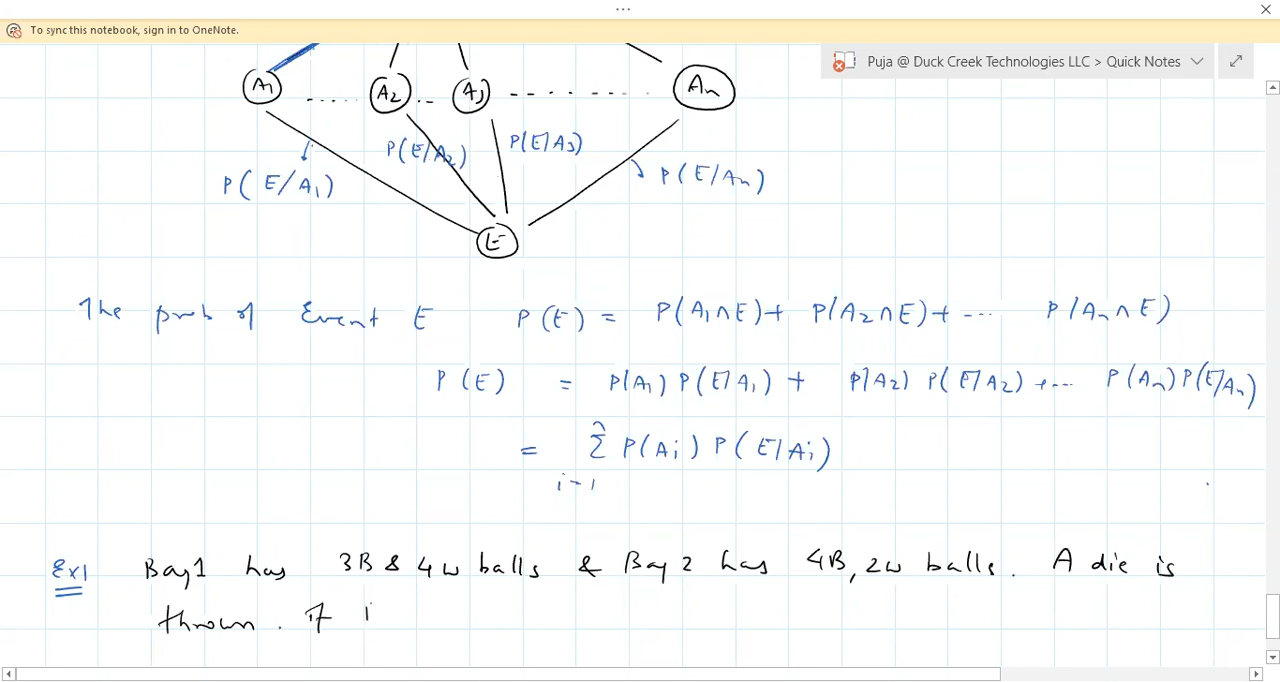 ...
To sync this notebook, sign in to OneNote.
Puja @ Duck Creek Technologies LLC > Quick Notes
A1 .... A2 .. A3 - - . - . . - . An
P(E/A1) P(E/A2) P(E/A3) P(E/An)
E
The prob of Event E P(E) = P(A1∩E) + P(A2∩E) + --- P(An∩E)
P(E) = P(A1) P(E/A1) + P(A2) P(E/A2) + --- P(An) P(E/An)
= n Σ P(Ai) P(E/Ai)
i=1
Ex1 Bag1 has 3B & 4w balls & Bag 2 has 4B, 2w balls. A die is
thrown. If 1